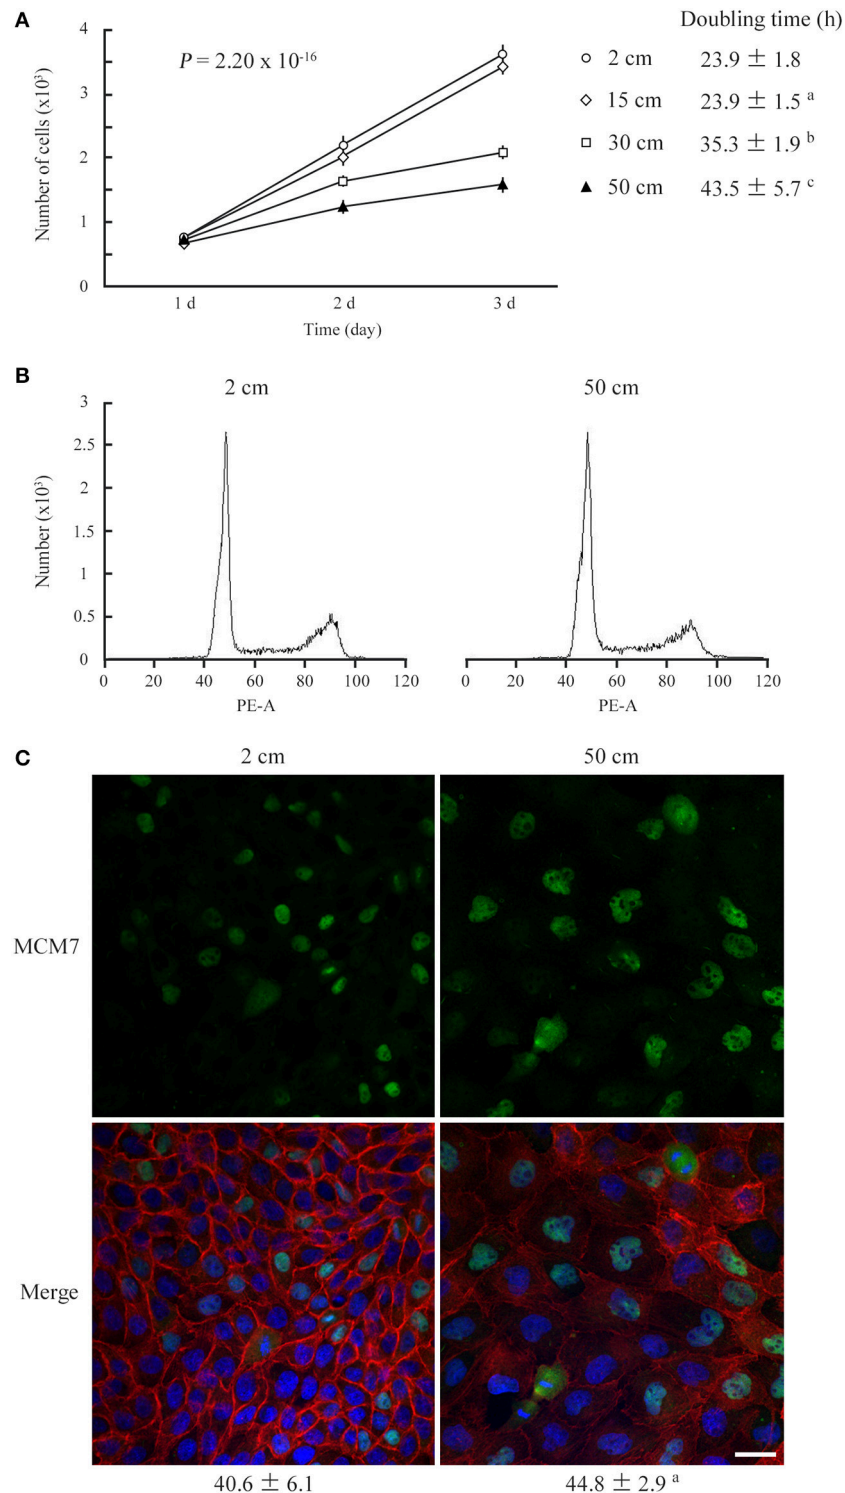 A
Doubling time (h)
P = 2.20 x 10-16
2 cm 23.9 ± 1.8
15 cm 23.9 ± 1.5 a
30 cm 35.3 ± 1.9 b
50 cm 43.5 ± 5.7 c
Number of cells (x10³)
4
3
2
1
0
1 d 2 d 3 d
Time (day)
B
2 cm 50 cm
Number (x10³)
3
2.5
2
1.5
1
0.5
0
0 20 40 60 80 100 120 0 20 40 60 80 100 120
PE-A PE-A
C
2 cm 50 cm
MCM7
Merge
40.6 ± 6.1 44.8 ± 2.9 a